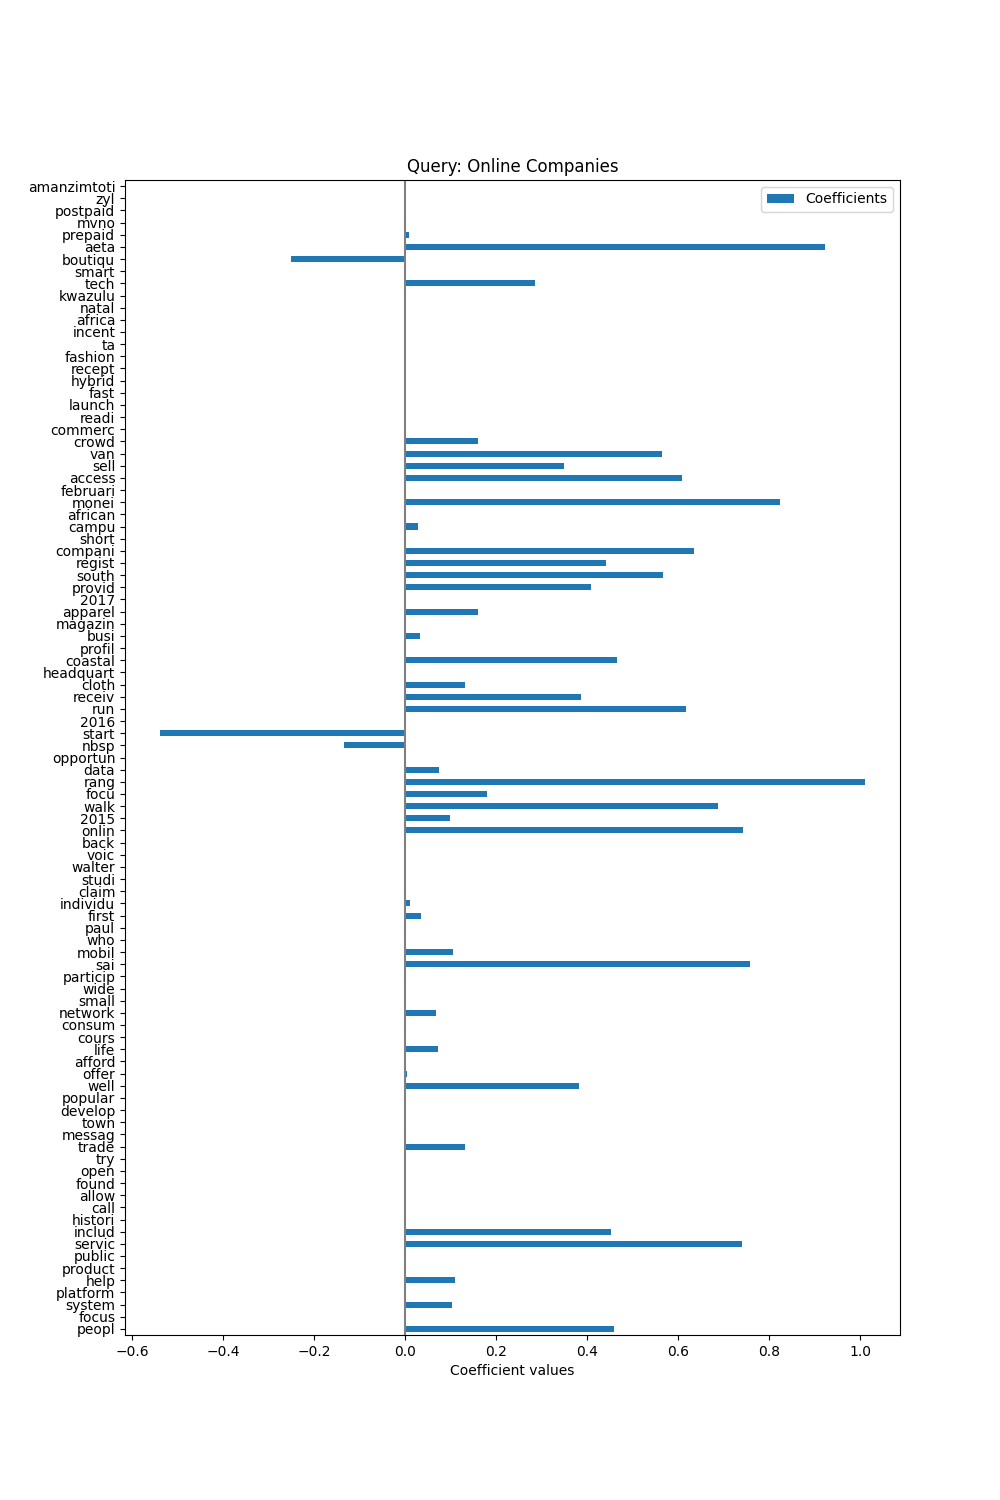 Query: Online Companies
Coefficients
amanzimtoti
zyl
postpaid
mvno
prepaid
aeta
boutiqu
smart
tech
kwazulu
natal
africa
incent
ta
fashion
recept
hybrid
fast
launch
readi
commerc
crowd
van
sell
access
februari
monei
african
campu
short
compani
regist
south
provid
2017
apparel
magazin
busi
profil
coastal
headquart
cloth
receiv
run
2016
start
nbsp
opportun
data
rang
focu
walk
2015
onlin
back
voic
walter
studi
claim
individu
first
paul
who
mobil
sai
particip
wide
small
network
consum
cours
life
afford
offer
well
popular
develop
town
messag
trade
try
open
found
allow
call
histori
includ
servic
public
product
help
platform
system
focus
peopl
−0.6 −0.4 −0.2 0.0 0.2 0.4 0.6 0.8 1.0
Coefficient values